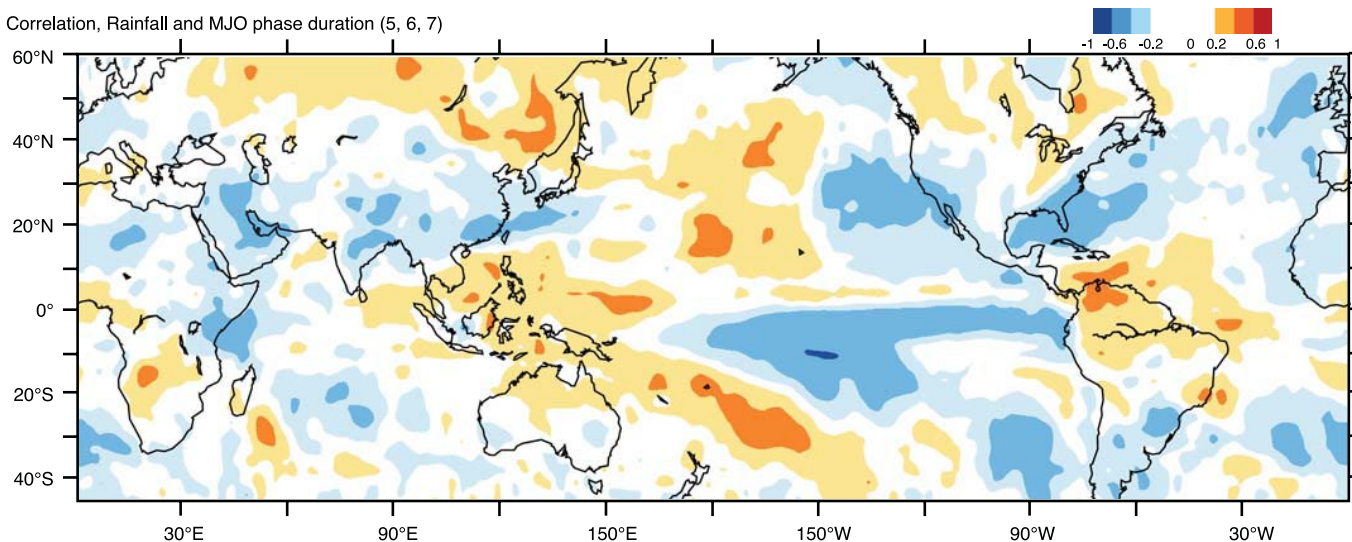 Correlation, Rainfall and MJO phase duration (5, 6, 7)
-1 -0.6 -0.2 0 0.2 0.6 1
60°N
40°N
20°N
0°
20°S
40°S
30°E 90°E 150°E 150°W 90°W 30°W